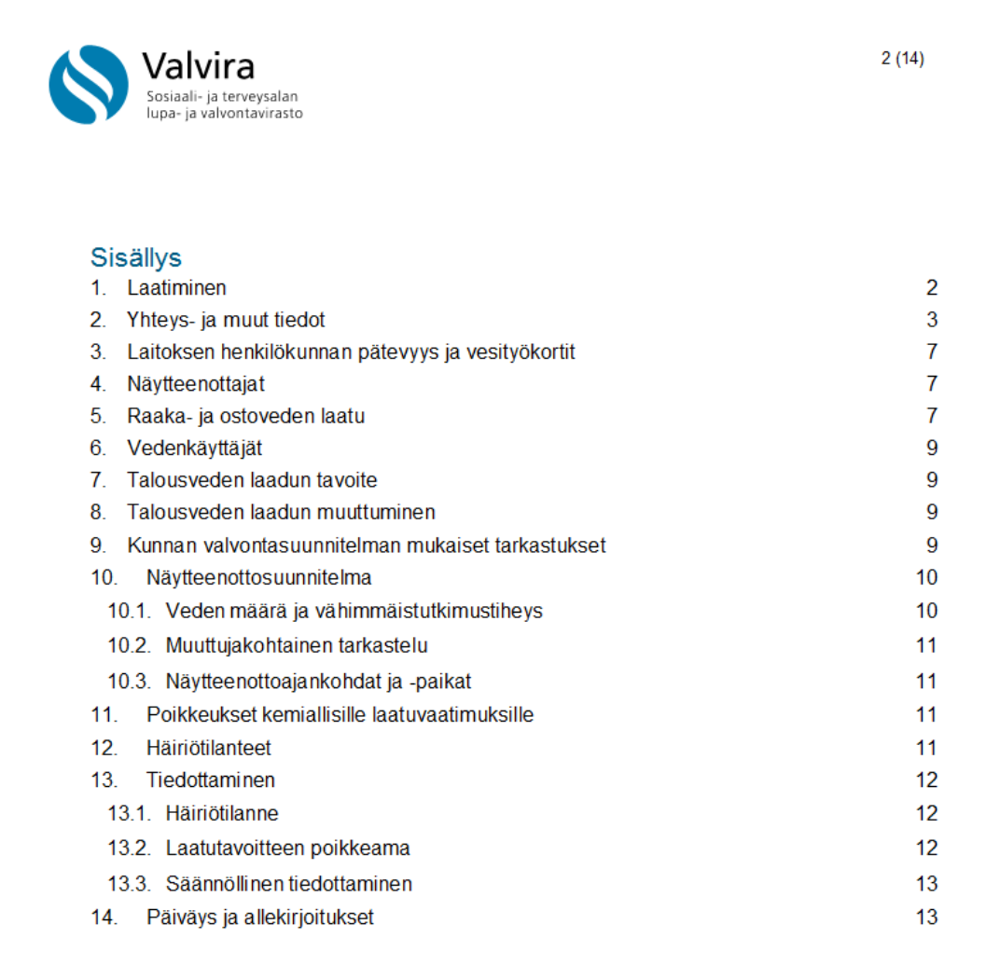 Valvira
Sosiaali- ja terveysalan
lupa- ja valvontavirasto
2 (14)
Sisällys
1. Laatiminen 2
2. Yhteys- ja muut tiedot 3
3. Laitoksen henkilökunnan pätevyys ja vesityökortit 7
4. Näytteenottajat 7
5. Raaka- ja ostoveden laatu 7
6. Vedenkäyttäjät 9
7. Talousveden laadun tavoite 9
8. Talousveden laadun muuttuminen 9
9. Kunnan valvontasuunnitelman mukaiset tarkastukset 9
10. Näytteenottosuunnitelma 10
10.1. Veden määrä ja vähimmäistutkimustiheys 10
10.2. Muuttujakohtainen tarkastelu 11
10.3. Näytteenottoajankohdat ja -paikat 11
11. Poikkeukset kemiallisille laatuvaatimuksille 11
12. Häiriötilanteet 11
13. Tiedottaminen 12
13.1. Häiriötilanne 12
13.2. Laatutavoitteen poikkeama 12
13.3. Säännöllinen tiedottaminen 13
14. Päiväys ja allekirjoitukset 13